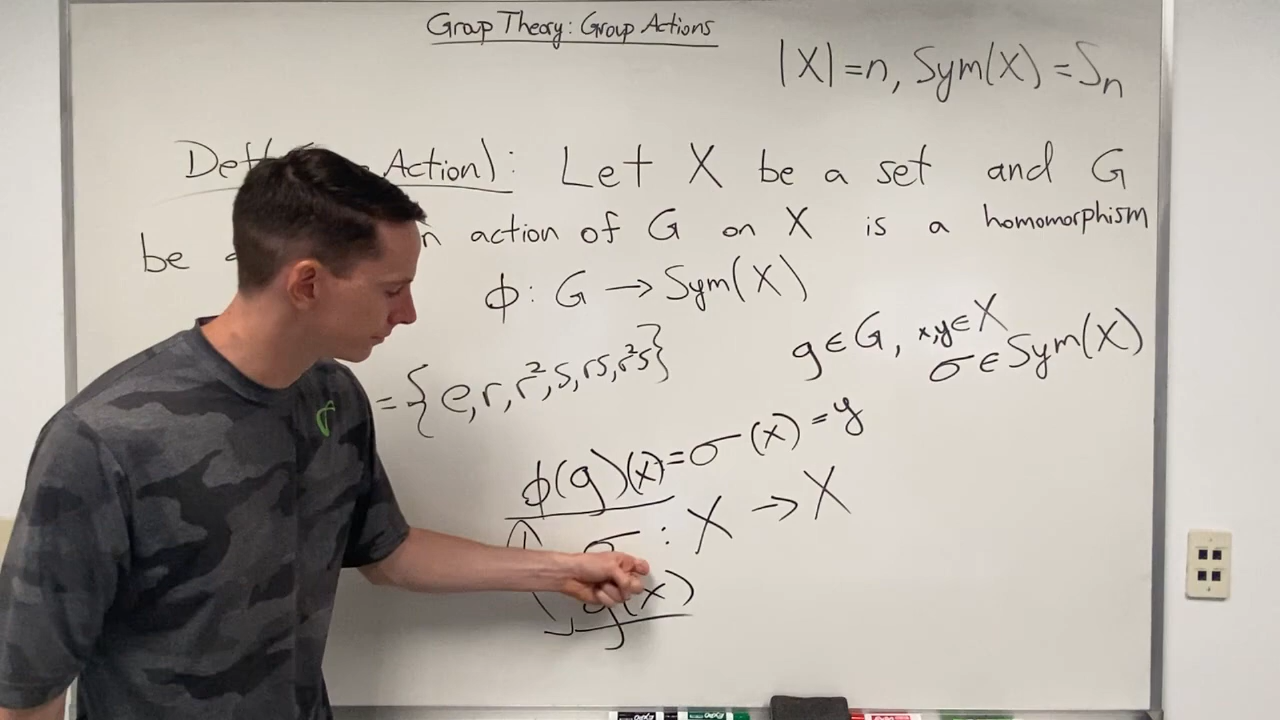 Group Theory: Group Actions
|X|=n, Sym(X)=Sₙ
Def( Action): Let X be a set and G
be action of G on X is a homomorphism
ϕ: G → Sym(X)
g∈G, x,y∈X
σ∈Sym(X)
= {e,r,r²,s,rs,r²s}
ϕ(g)(x)=σ(x)=y
σ : X → X
g(x)